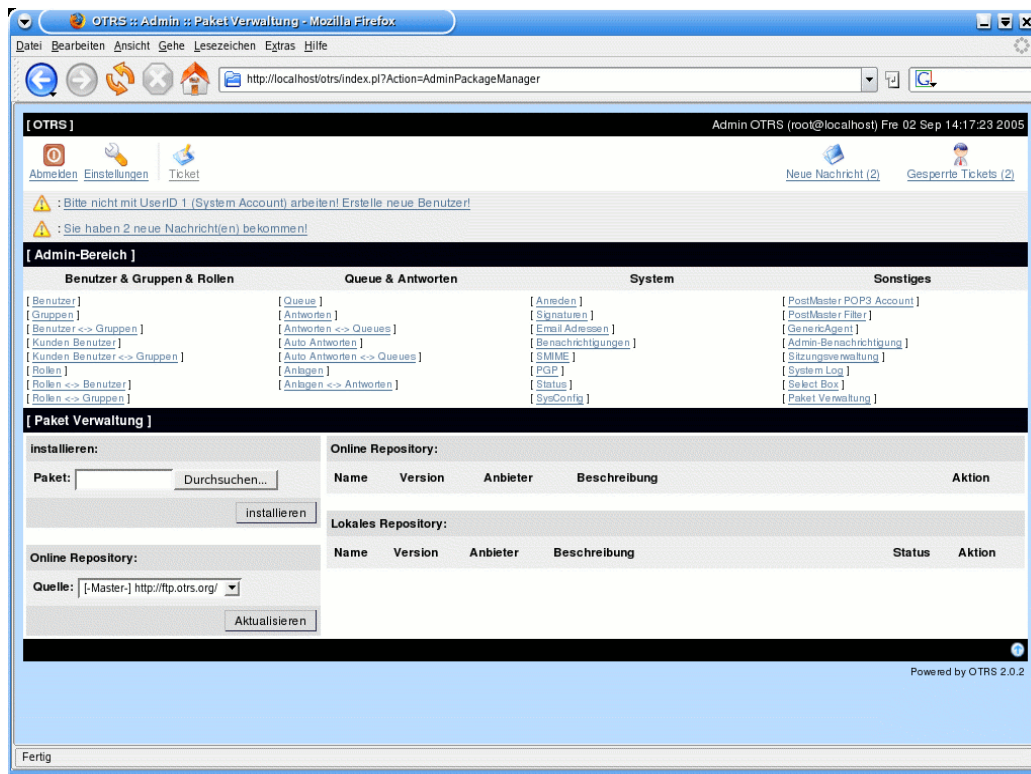 OTRS :: Admin :: Paket Verwaltung - Mozilla Firefox
Datei Bearbeiten Ansicht Gehe Lesezeichen Extras Hilfe
http://localhost/otrs/index.pl?Action=AdminPackageManager
[ OTRS ] Admin OTRS (root@localhost) Fre 02 Sep 14:17:23 2005
Abmelden Einstellungen Ticket Neue Nachricht (2) Gesperrte Tickets (2)
: Bitte nicht mit UserID 1 (System Account) arbeiten! Erstelle neue Benutzer!
: Sie haben 2 neue Nachricht(en) bekommen!
[ Admin-Bereich ]
Benutzer & Gruppen & Rollen Queue & Antworten System Sonstiges
[ Benutzer ] [ Queue ] [ Anreden ] [ PostMaster POP3 Account ]
[ Gruppen ] [ Antworten ] [ Signaturen ] [ PostMaster Filter ]
[ Benutzer <-> Gruppen ] [ Antworten <-> Queues ] [ Email Adressen ] [ GenericAgent ]
[ Kunden Benutzer ] [ Auto Antworten ] [ Benachrichtigungen ] [ Admin-Benachrichtigung ]
[ Kunden Benutzer <-> Gruppen ] [ Auto Antworten <-> Queues ] [ SMIME ] [ Sitzungsverwaltung ]
[ Rollen ] [ Anlagen ] [ PGP ] [ System Log ]
[ Rollen <-> Benutzer ] [ Anlagen <-> Antworten ] [ Status ] [ Select Box ]
[ Rollen <-> Gruppen ] [ SysConfig ] [ Paket Verwaltung ]
[ Paket Verwaltung ]
installieren:
Paket: Durchsuchen...
installieren
Online Repository:
Quelle: [-Master-] http://ftp.otrs.org/
Aktualisieren
Online Repository:
Name Version Anbieter Beschreibung Aktion
Lokales Repository:
Name Version Anbieter Beschreibung Status Aktion
Powered by OTRS 2.0.2
Fertig